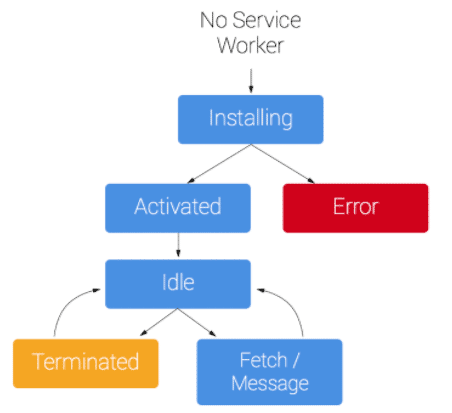 No Service
Worker
Installing
Activated
Error
Idle
Terminated
Fetch /
Message